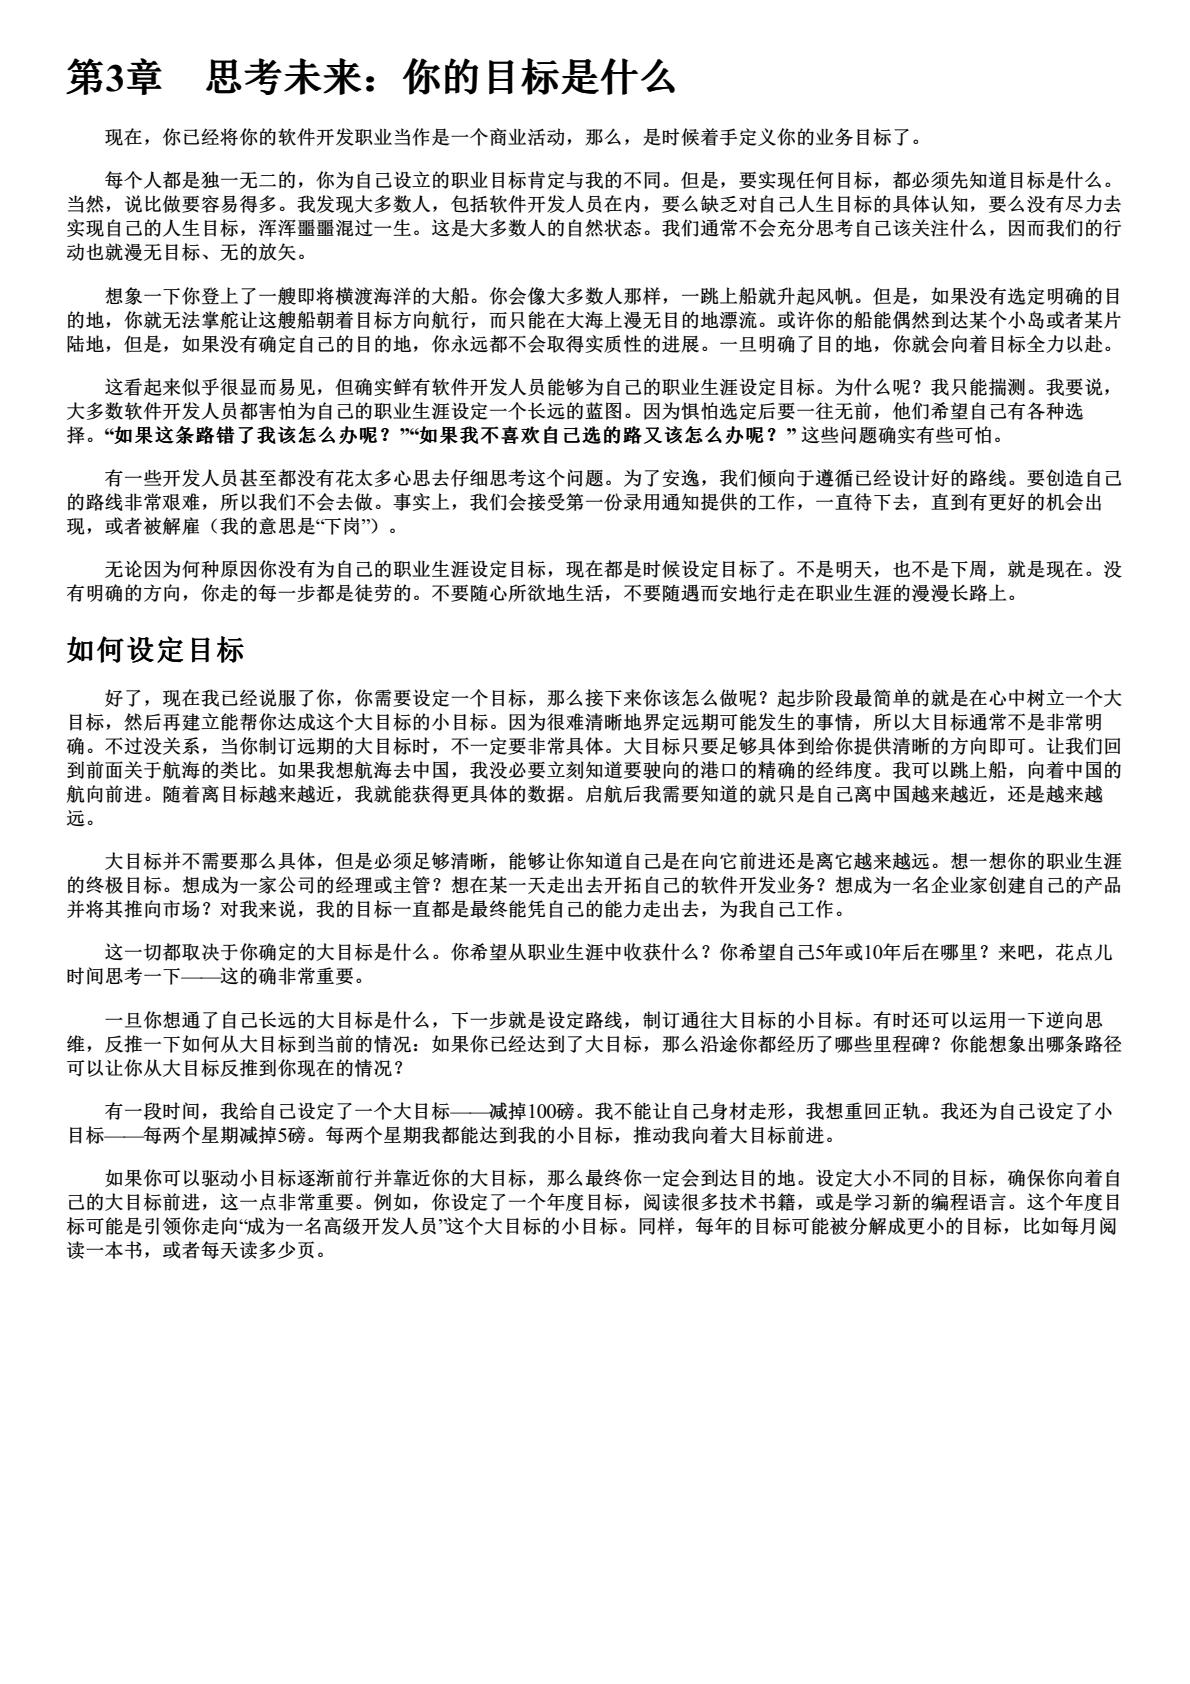 第3章　思考未来：你的目标是什么
现在，你已经将你的软件开发职业当作是一个商业活动，那么，是时候着手定义你的业务目标了。
每个人都是独一无二的，你为自己设立的职业目标肯定与我的不同。但是，要实现任何目标，都必须先知道目标是什么。
当然，说比做要容易得多。我发现大多数人，包括软件开发人员在内，要么缺乏对自己人生目标的具体认知，要么没有尽力去
实现自己的人生目标，浑浑噩噩混过一生。这是大多数人的自然状态。我们通常不会充分思考自己该关注什么，因而我们的行
动也就漫无目标、无的放矢。
想象一下你登上了一艘即将横渡海洋的大船。你会像大多数人那样，一跳上船就升起风帆。但是，如果没有选定明确的目
的地，你就无法掌舵让这艘船朝着目标方向航行，而只能在大海上漫无目的地漂流。或许你的船能偶然到达某个小岛或者某片
陆地，但是，如果没有确定自己的目的地，你永远都不会取得实质性的进展。一旦明确了目的地，你就会向着目标全力以赴。
这看起来似乎很显而易见，但确实鲜有软件开发人员能够为自己的职业生涯设定目标。为什么呢？我只能揣测。我要说，
大多数软件开发人员都害怕为自己的职业生涯设定一个长远的蓝图。因为惧怕选定后要一往无前，他们希望自己有各种选
择。“如果这条路错了我该怎么办呢？”“如果我不喜欢自己选的路又该怎么办呢？” 这些问题确实有些可怕。
有一些开发人员甚至都没有花太多心思去仔细思考这个问题。为了安逸，我们倾向于遵循已经设计好的路线。要创造自己
的路线非常艰难，所以我们不会去做。事实上，我们会接受第一份录用通知提供的工作，一直待下去，直到有更好的机会出
现，或者被解雇（我的意思是“下岗”）。
无论因为何种原因你没有为自己的职业生涯设定目标，现在都是时候设定目标了。不是明天，也不是下周，就是现在。没
有明确的方向，你走的每一步都是徒劳的。不要随心所欲地生活，不要随遇而安地行走在职业生涯的漫漫长路上。
如何设定目标
好了，现在我已经说服了你，你需要设定一个目标，那么接下来你该怎么做呢？起步阶段最简单的就是在心中树立一个大
目标，然后再建立能帮你达成这个大目标的小目标。因为很难清晰地界定远期可能发生的事情，所以大目标通常不是非常明
确。不过没关系，当你制订远期的大目标时，不一定要非常具体。大目标只要足够具体到给你提供清晰的方向即可。让我们回
到前面关于航海的类比。如果我想航海去中国，我没必要立刻知道要驶向的港口的精确的经纬度。我可以跳上船，向着中国的
航向前进。随着离目标越来越近，我就能获得更具体的数据。启航后我需要知道的就只是自己离中国越来越近，还是越来越
远。
大目标并不需要那么具体，但是必须足够清晰，能够让你知道自己是在向它前进还是离它越来越远。想一想你的职业生涯
的终极目标。想成为一家公司的经理或主管？想在某一天走出去开拓自己的软件开发业务？想成为一名企业家创建自己的产品
并将其推向市场？对我来说，我的目标一直都是最终能凭自己的能力走出去，为我自己工作。
这一切都取决于你确定的大目标是什么。你希望从职业生涯中收获什么？你希望自己5年或10年后在哪里？来吧，花点儿
时间思考一下——这的确非常重要。
一旦你想通了自己长远的大目标是什么，下一步就是设定路线，制订通往大目标的小目标。有时还可以运用一下逆向思
维，反推一下如何从大目标到当前的情况：如果你已经达到了大目标，那么沿途你都经历了哪些里程碑？你能想象出哪条路径
可以让你从大目标反推到你现在的情况？
有一段时间，我给自己设定了一个大目标——减掉100磅。我不能让自己身材走形，我想重回正轨。我还为自己设定了小
目标——每两个星期减掉5磅。每两个星期我都能达到我的小目标，推动我向着大目标前进。
如果你可以驱动小目标逐渐前行并靠近你的大目标，那么最终你一定会到达目的地。设定大小不同的目标，确保你向着自
己的大目标前进，这一点非常重要。例如，你设定了一个年度目标，阅读很多技术书籍，或是学习新的编程语言。这个年度目
标可能是引领你走向“成为一名高级开发人员”这个大目标的小目标。同样，每年的目标可能被分解成更小的目标，比如每月阅
读一本书，或者每天读多少页。